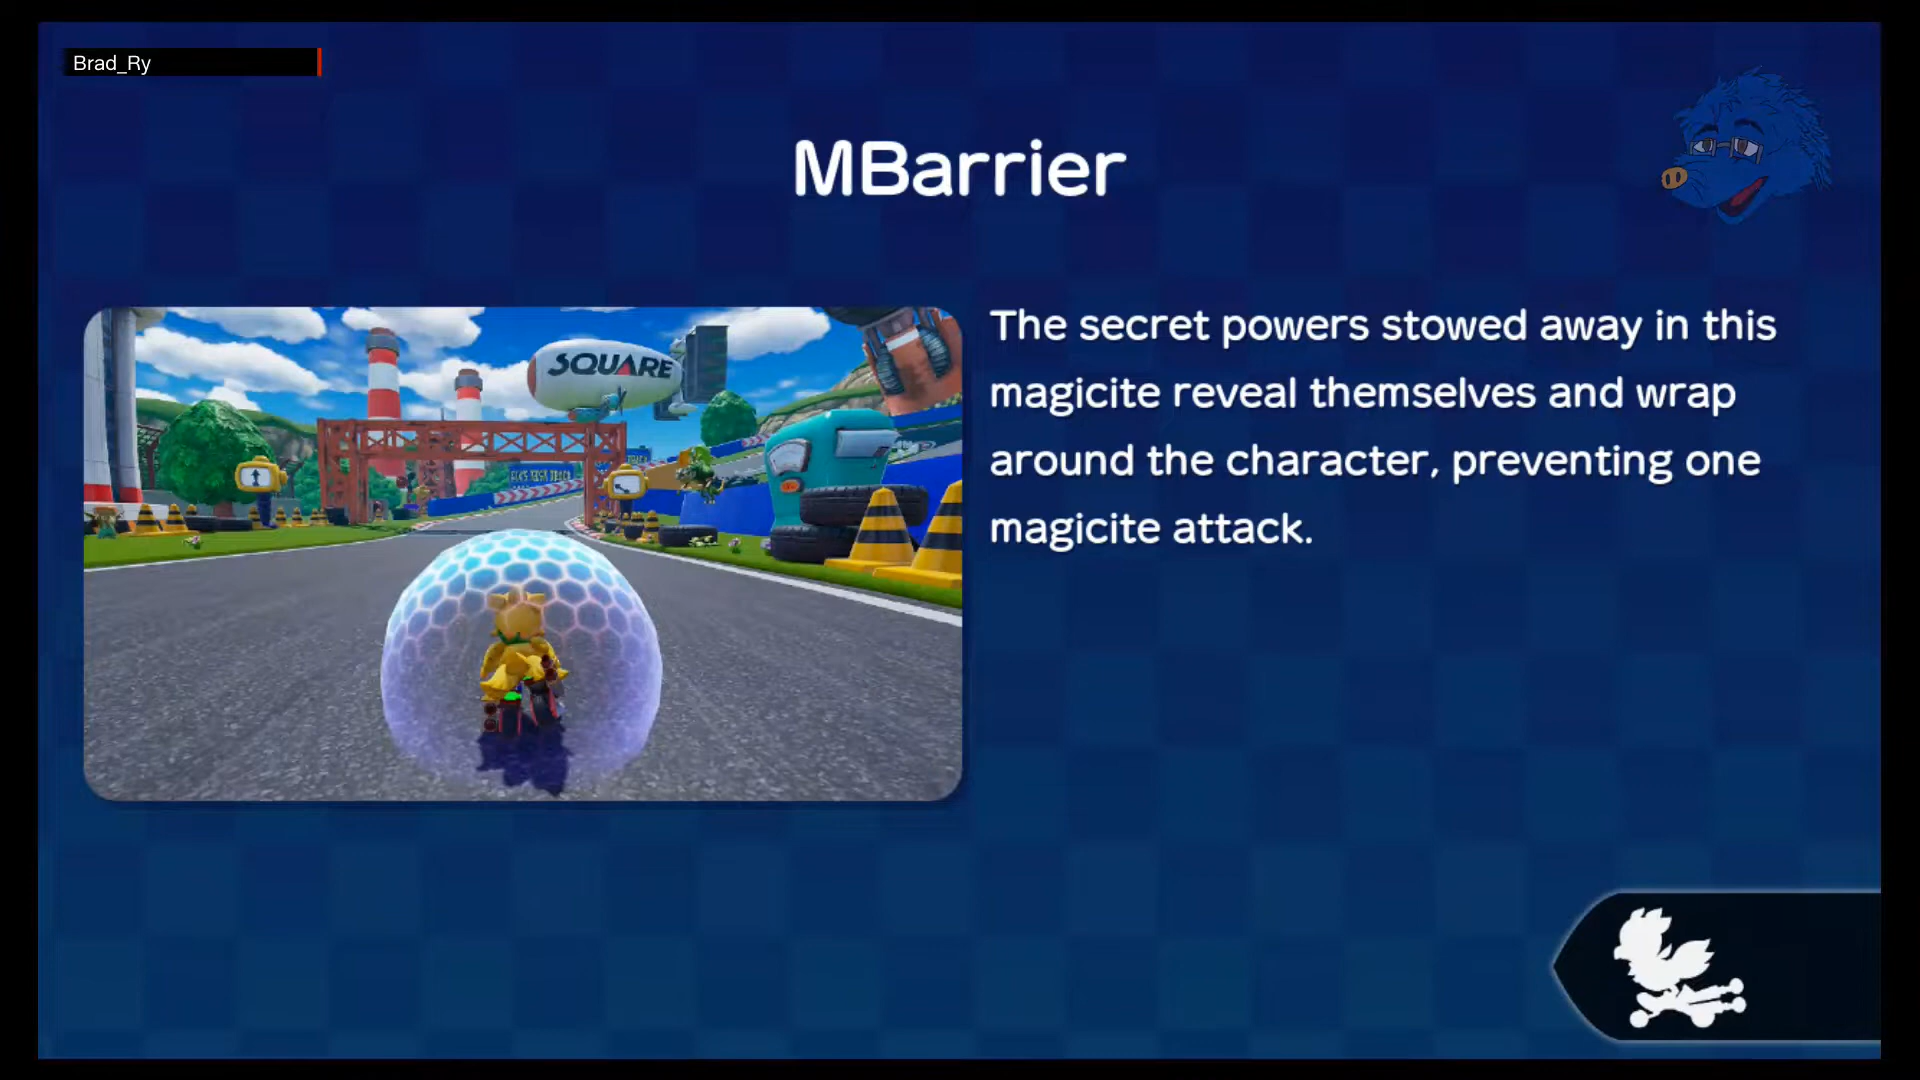 Brad_Ry
MBarrier
The secret powers stowed away in this
magicite reveal themselves and wrap
around the character, preventing one
magicite attack.
SQUARE